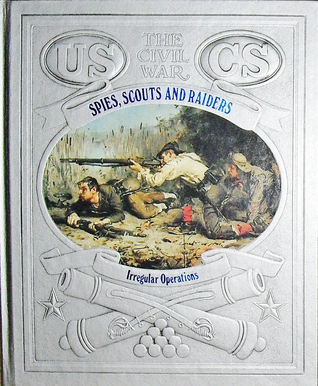 US
THE
CIVIL
WAR
CS
SPIES, SCOUTS AND RAIDERS
Irregular Operations